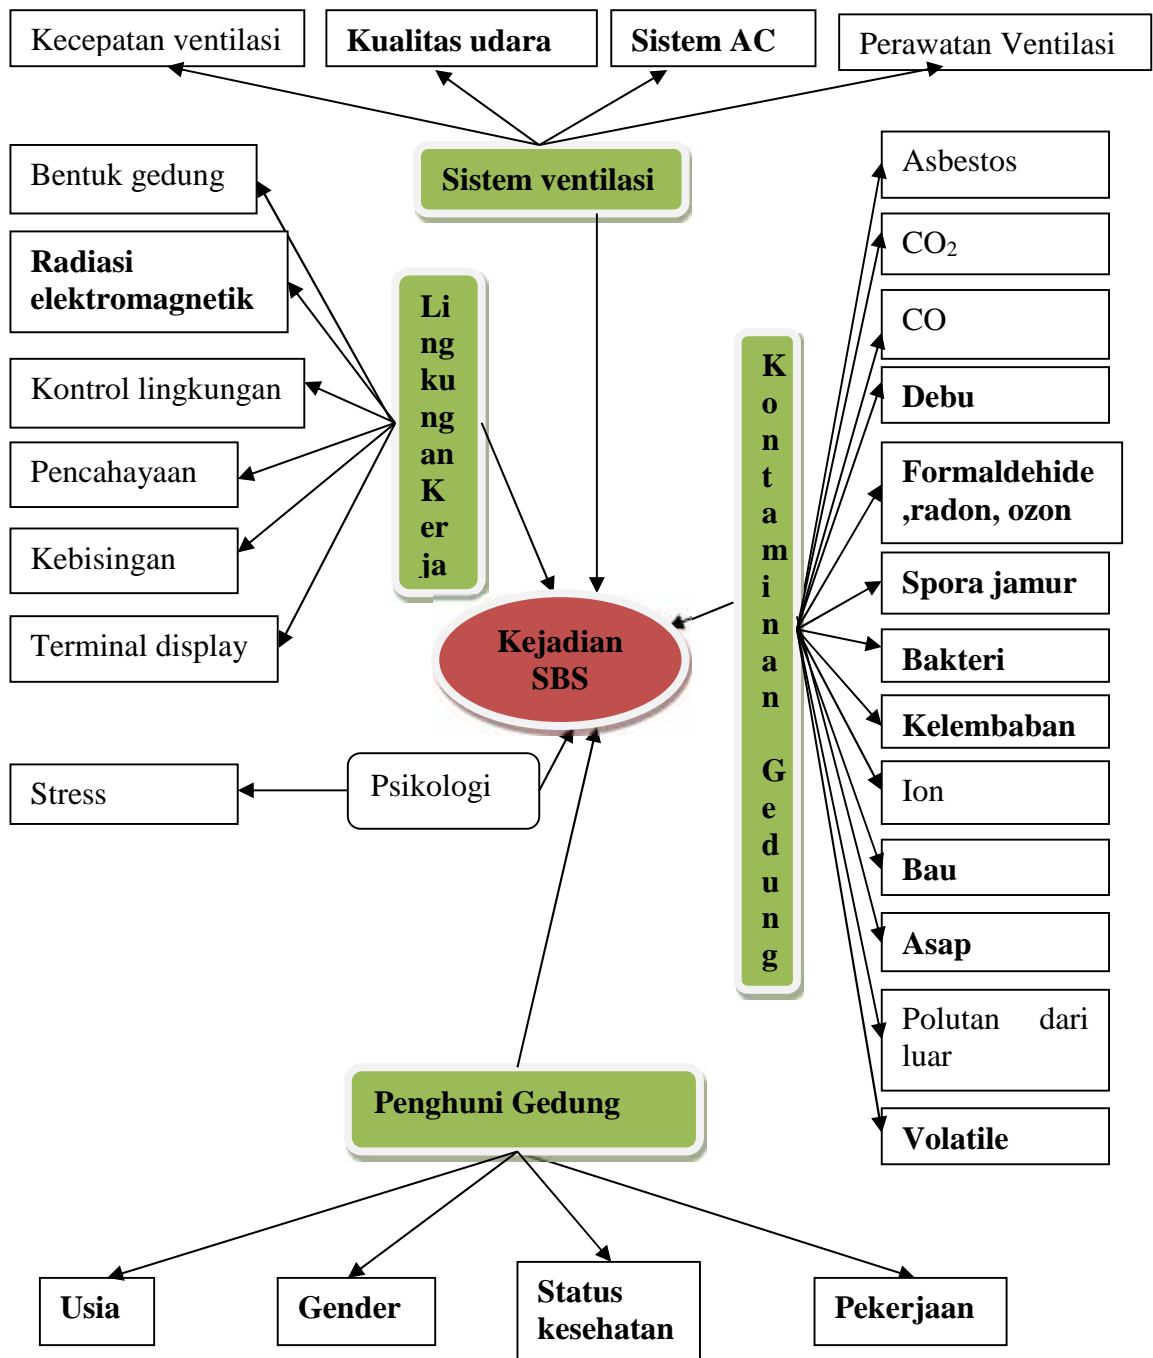 Kecepatan ventilasi
Kualitas udara
Sistem AC
Perawatan Ventilasi
Sistem ventilasi
Bentuk gedung
Radiasi
elektromagnetik
Kontrol lingkungan
Pencahayaan
Kebisingan
Terminal display
Li
ng
ku
ng
an
K
er
ja
Kejadian
SBS
Psikologi
Stress
K
o
n
t
a
m
i
n
a
n
G
e
d
u
n
g
Asbestos
CO₂
CO
Debu
Formaldehide
,radon, ozon
Spora jamur
Bakteri
Kelembaban
Ion
Bau
Asap
Polutan dari
luar
Volatile
Penghuni Gedung
Usia
Gender
Status
kesehatan
Pekerjaan